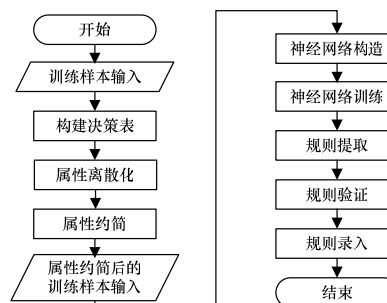 开始
训练样本输入
构建决策表
属性离散化
属性约简
属性约简后的
训练样本输入
神经网络构造
神经网络训练
规则提取
规则验证
规则录入
结束